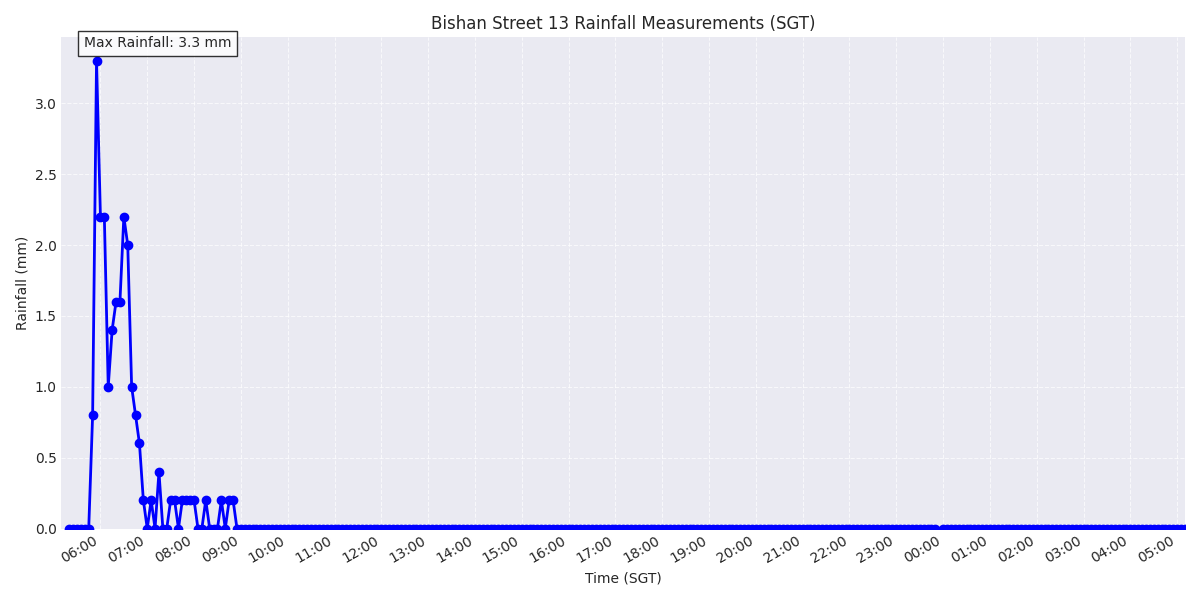 Bishan Street 13 Rainfall Measurements (SGT)
Max Rainfall: 3.3 mm
Rainfall (mm)
3.0
2.5
2.0
1.5
1.0
0.5
0.0
06:00 07:00 08:00 09:00 10:00 11:00 12:00 13:00 14:00 15:00 16:00 17:00 18:00 19:00 20:00 21:00 22:00 23:00 00:00 01:00 02:00 03:00 04:00 05:00
Time (SGT)